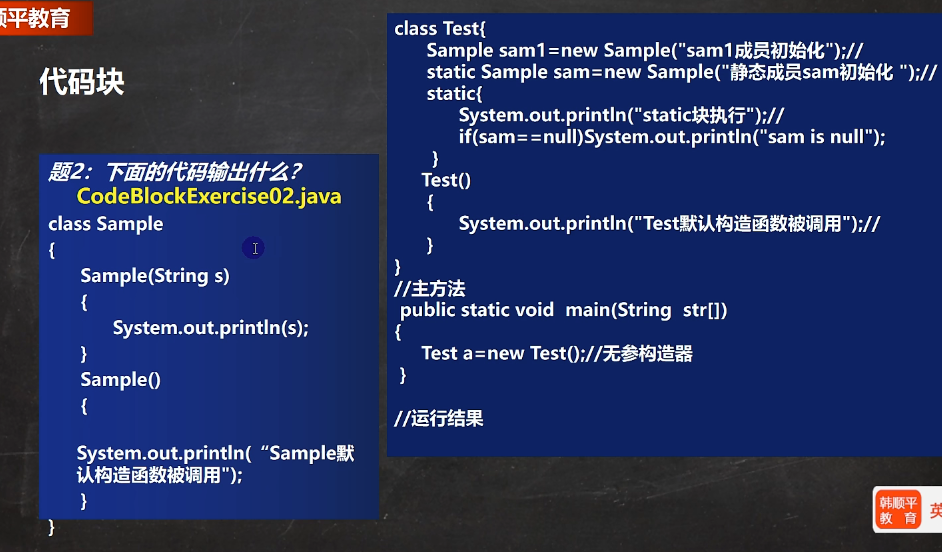 顺平教育
代码块
题2：下面的代码输出什么？
CodeBlockExercise02.java
class Sample
{
Sample(String s)
{
System.out.println(s);
}
Sample()
{
System.out.println(“Sample默
认构造函数被调用");
}
}
class Test{
Sample sam1=new Sample("sam1成员初始化");//
static Sample sam=new Sample("静态成员sam初始化 ");//
static{
System.out.println("static块执行");//
if(sam==null)System.out.println("sam is null");
}
Test()
{
System.out.println("Test默认构造函数被调用");//
}
}
//主方法
public static void main(String str[])
{
Test a=new Test();//无参构造器
}
//运行结果
韩顺平
教 育
英